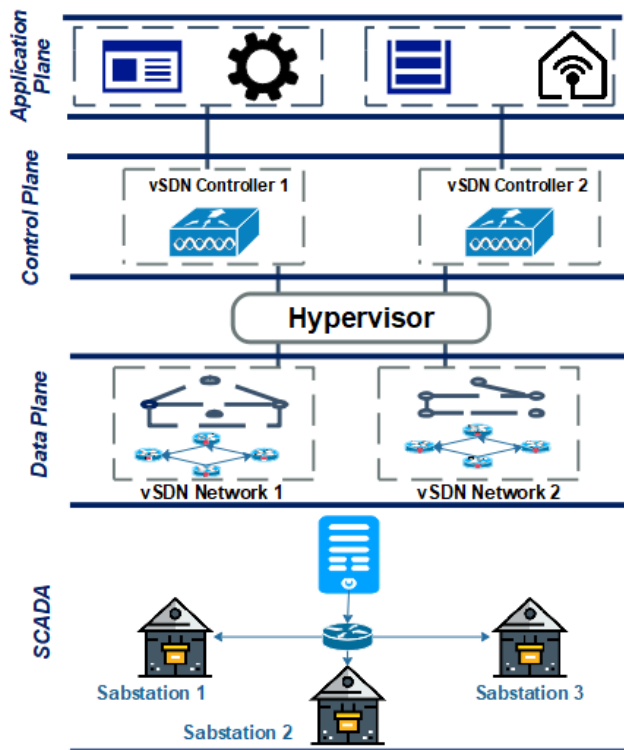 Application
Plane
vSDN Controller 1
vSDN Controller 2
Control Plane
Hypervisor
Data Plane
vSDN Network 1
vSDN Network 2
SCADA
Sabstation 1
Sabstation 3
Sabstation 2